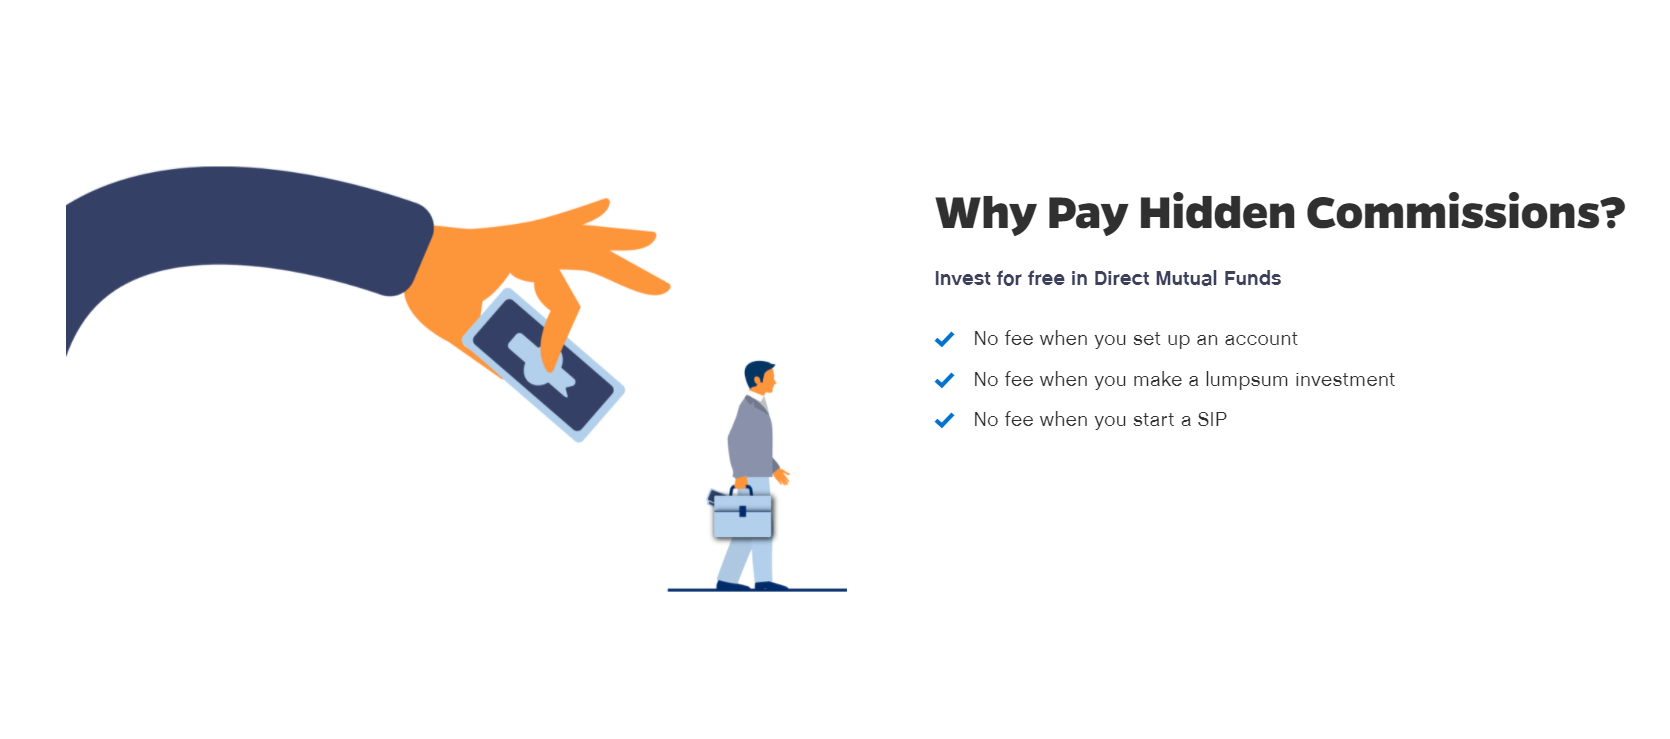 Why Pay Hidden Commissions?
Invest for free in Direct Mutual Funds
No fee when you set up an account
No fee when you make a lumpsum investment
No fee when you start a SIP